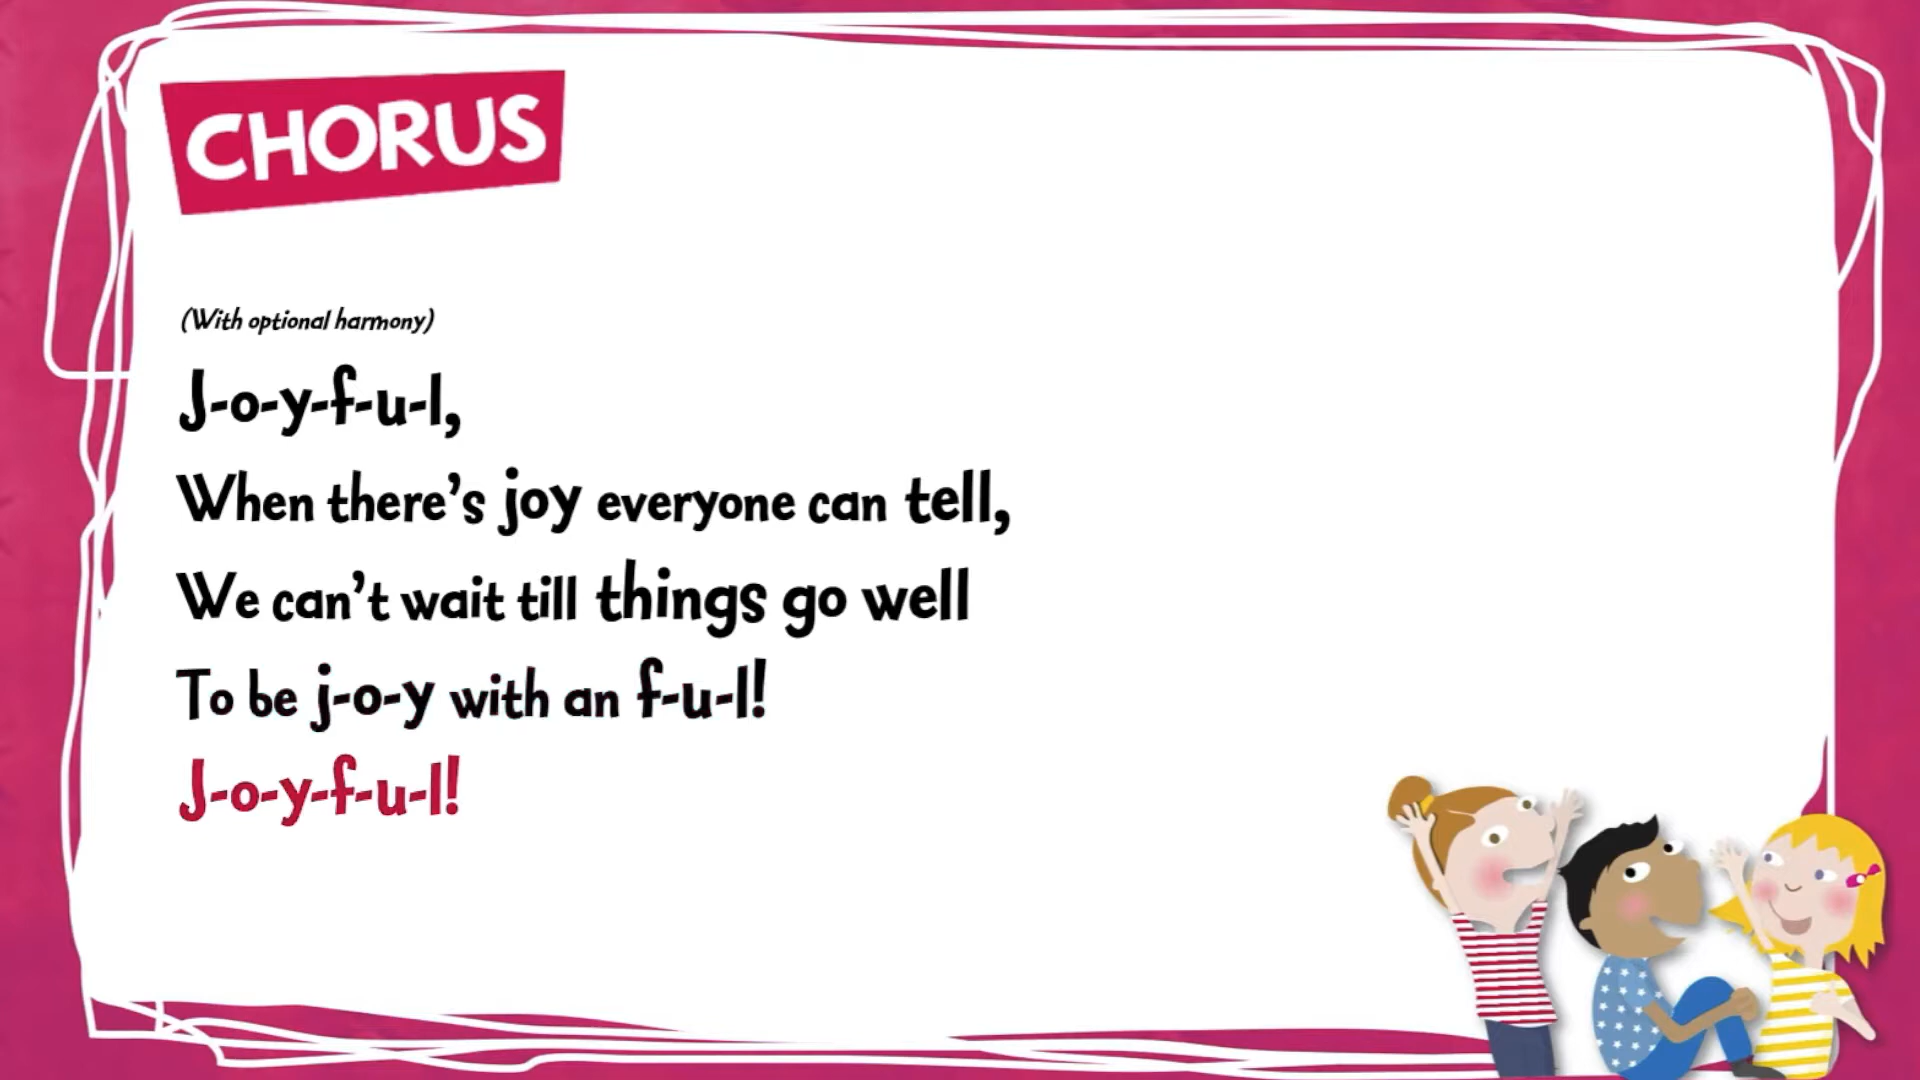 CHORUS
(With optional harmony)
J-o-y-f-u-l,
When there's joy everyone can tell,
We can't wait till things go well
To be j-o-y with an f-u-l!
J-o-y-f-u-l!